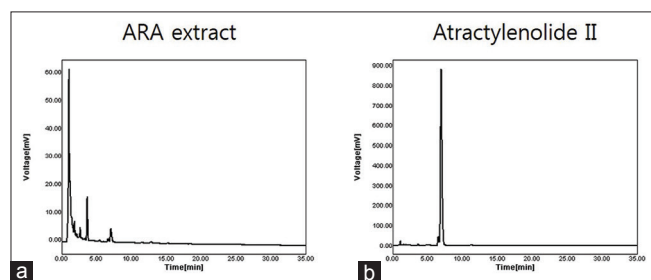 ARA extract
Atractylenolide II
60.00
50.00
40.00
30.00
20.00
10.00
0.00
Voltage[mV]
0.00 5.00 10.00 15.00 20.00 25.00 30.00 35.00
Time[min]
a
900.00
800.00
700.00
600.00
500.00
400.00
300.00
200.00
100.00
0.00
Voltage[mV]
0.00 5.00 10.00 15.00 20.00 25.00 30.00 35.00
Time[min]
b